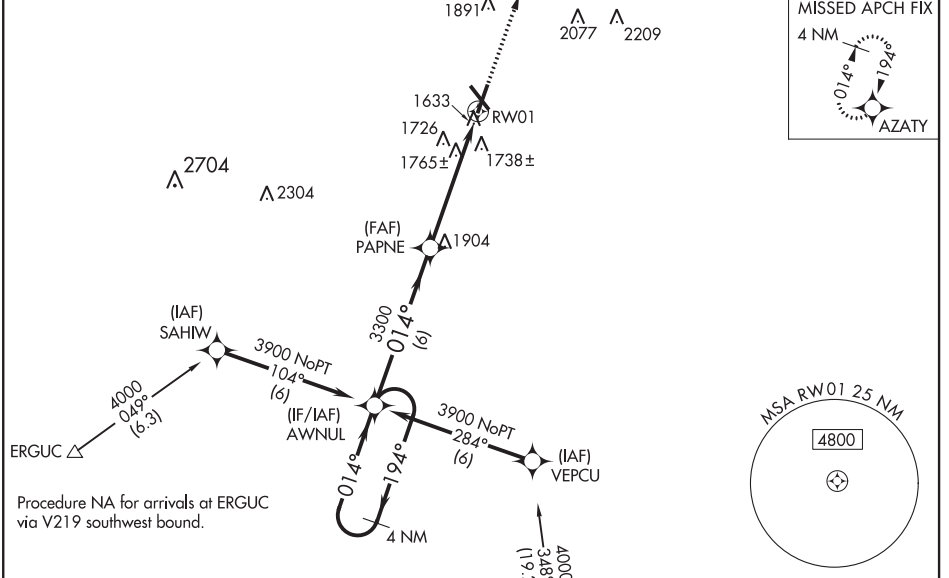 1891
2077
2209
MISSED APCH FIX
4 NM
014°
194°
AZATY
1633
RW01
1726
1765±
1738±
2704
2304
(FAF)
PAPNE
1904
3300
014°
(6)
(IAF)
SAHIW
3900 NoPT
104°
(6)
4000
049°
(6.3)
ERGUC
(IF/IAF)
AWNUL
3900 NoPT
284°
(6)
(IAF)
VEPCU
014°
194°
4 NM
Procedure NA for arrivals at ERGUC
via V219 southwest bound.
MSA RW01 25 NM
4800
4000